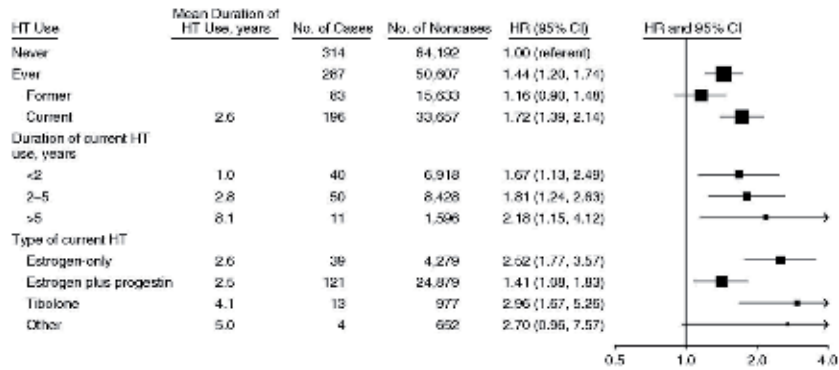 Mean Duration of
HT Use HT Use, years No. of Cases No. of Noncases HR (95% CI) HR and 95% CI
Never 314 84,192 1.00 (referent)
Ever 287 50,607 1.44 (1.20, 1.74)
Former 83 15,633 1.16 (0.90, 1.48)
Current 2.6 196 33,657 1.72 (1.39, 2.14)
Duration of current HT
use, years
<2 1.0 40 6,918 1.67 (1.13, 2.49)
2–5 2.8 50 8,428 1.81 (1.24, 2.63)
>5 8.1 11 1,596 2.18 (1.15, 4.12)
Type of current HT
Estrogen-only 2.6 39 4,279 2.52 (1.77, 3.57)
Estrogen plus progestin 2.5 121 24,879 1.41 (1.08, 1.83)
Tibolone 4.1 13 977 2.96 (1.67, 5.26)
Other 5.0 4 652 2.70 (0.96, 7.57)
0.5 1.0 2.0 4.0